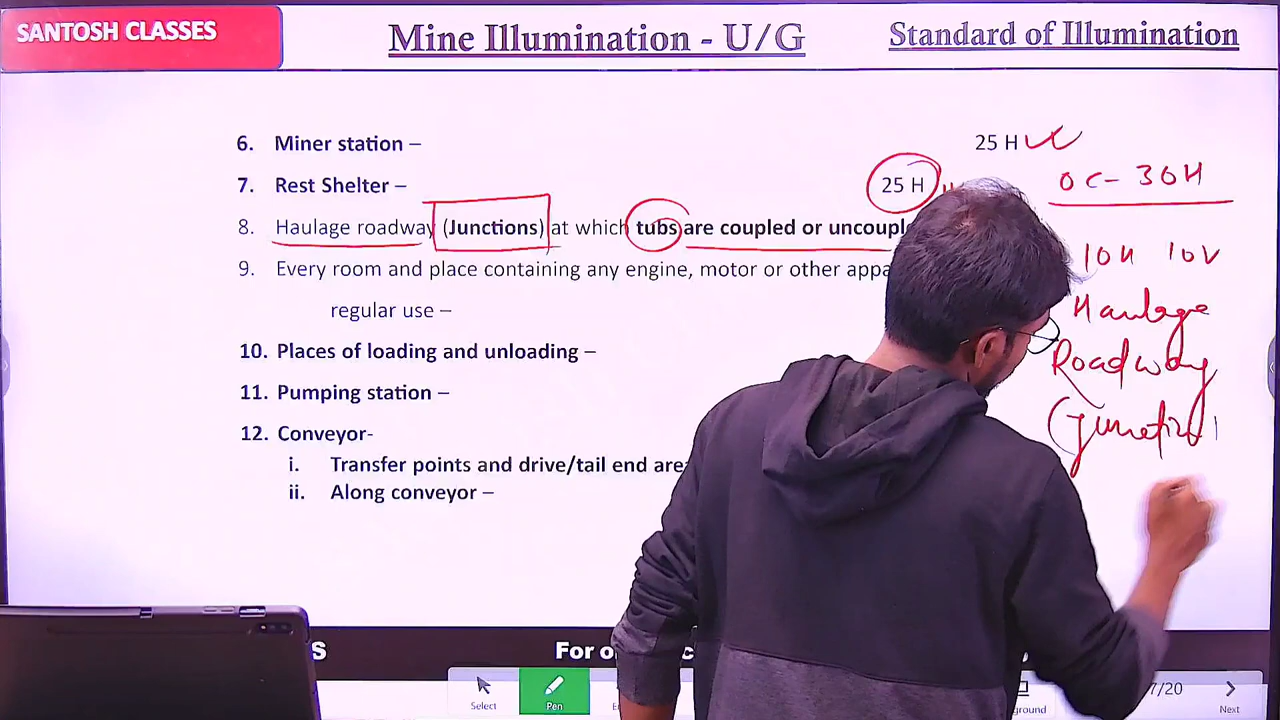 SANTOSH CLASSES
Mine Illumination - U/G
Standard of Illumination
6. Miner station –
25 H
7. Rest Shelter –
25 H
OC - 30H
8. Haulage roadway (Junctions) at which tubs are coupled or uncoupl
10H 10V
9. Every room and place containing any engine, motor or other appa
regular use –
Haulage
Roadway
(Junction
10. Places of loading and unloading –
11. Pumping station –
12. Conveyor-
i. Transfer points and drive/tail end area
ii. Along conveyor –
S
For o
Select
Pen
ground
7/20
Next